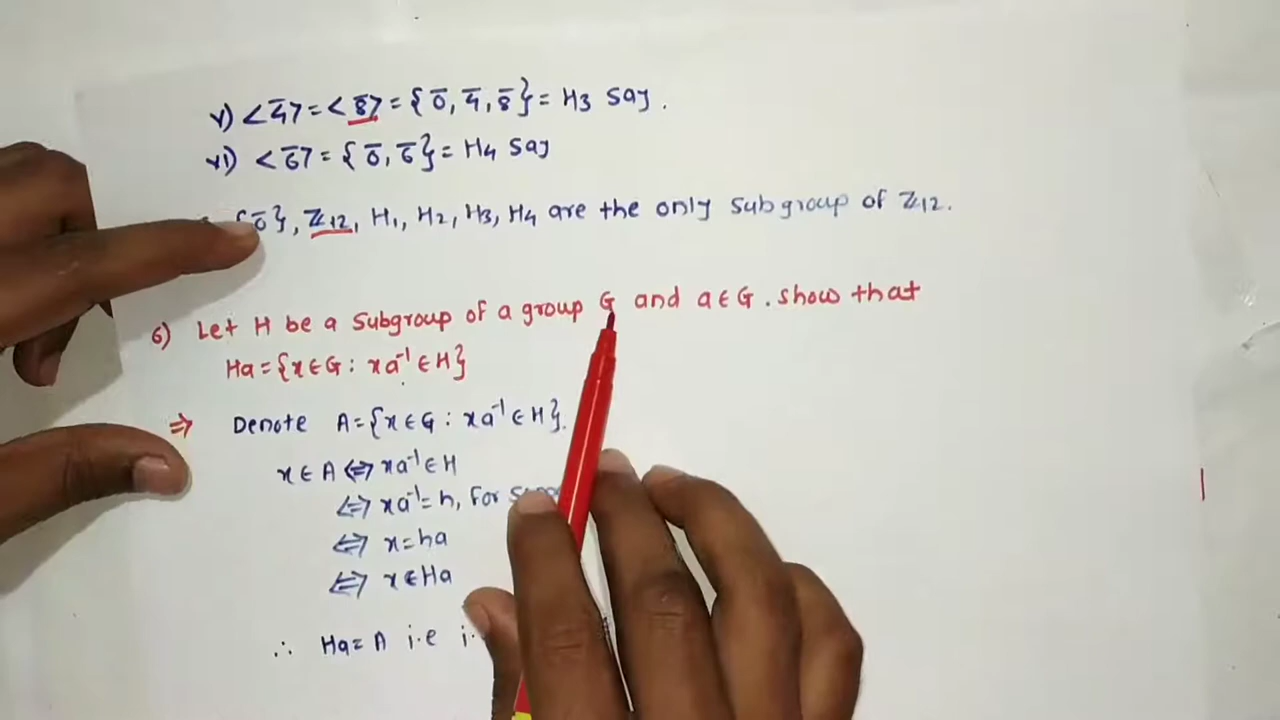 v) <4̄> = <8̄> = {0̄, 4̄, 8̄} = H3 say.
vi) <6̄> = {0̄, 6̄} = H4 say
{0̄}, Z12, H1, H2, H3, H4 are the only subgroup of Z12.
6) Let H be a subgroup of a group G and a∈G. show that
Ha = {x∈G : xa⁻¹ ∈ H}
⇒ Denote A = {x∈G : xa⁻¹ ∈ H}.
x∈A ⇔ xa⁻¹ ∈ H
⇔ xa⁻¹ = h, for
⇔ x = ha
⇔ x∈Ha
∴ Ha = A i.e